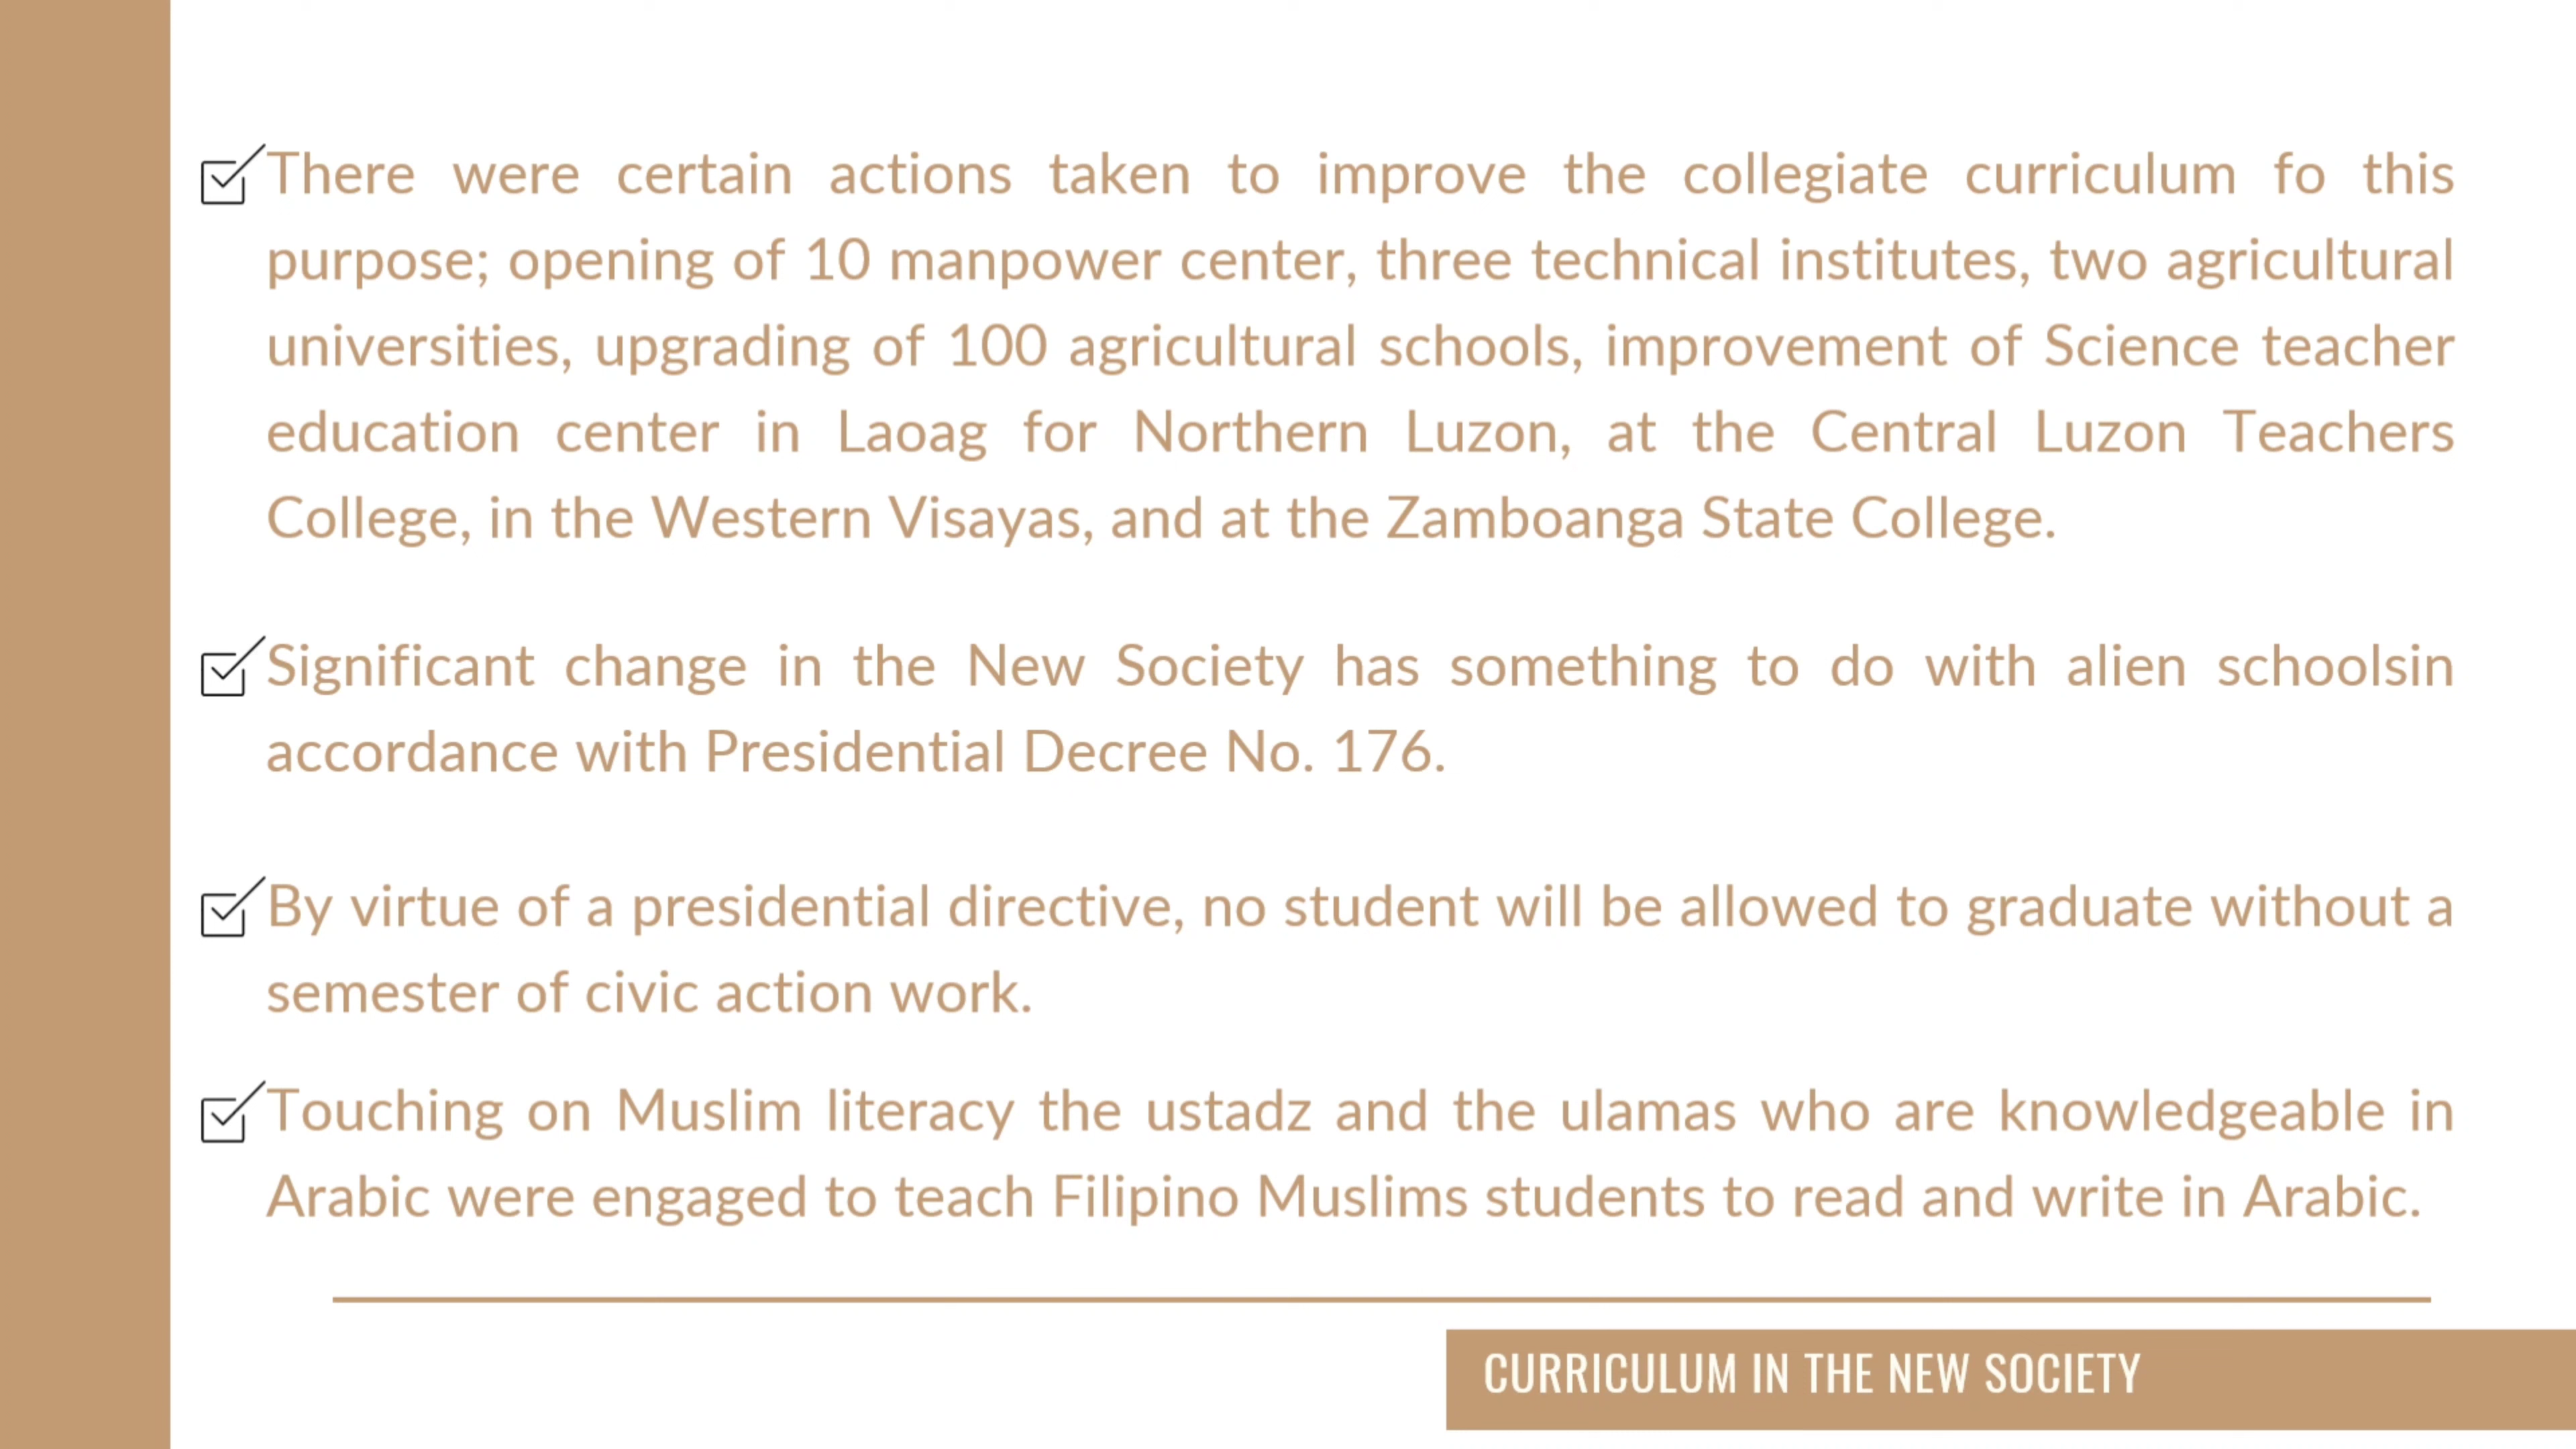 There were certain actions taken to improve the collegiate curriculum fo this
purpose; opening of 10 manpower center, three technical institutes, two agricultural
universities, upgrading of 100 agricultural schools, improvement of Science teacher
education center in Laoag for Northern Luzon, at the Central Luzon Teachers
College, in the Western Visayas, and at the Zamboanga State College.
Significant change in the New Society has something to do with alien schoolsin
accordance with Presidential Decree No. 176.
By virtue of a presidential directive, no student will be allowed to graduate without a
semester of civic action work.
Touching on Muslim literacy the ustadz and the ulamas who are knowledgeable in
Arabic were engaged to teach Filipino Muslims students to read and write in Arabic.
CURRICULUM IN THE NEW SOCIETY